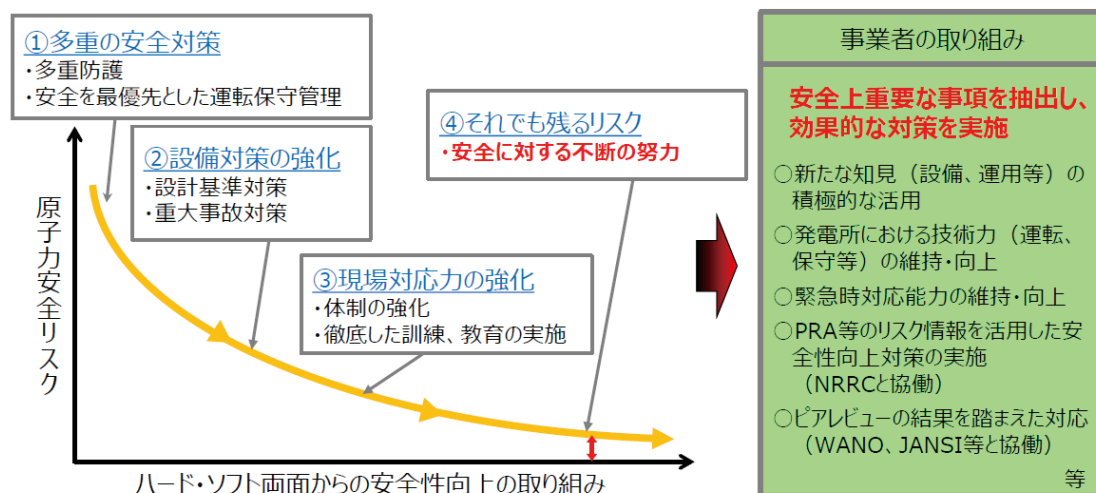 ①多重の安全対策
・多重防護
・安全を最優先とした運転保守管理
②設備対策の強化
・設計基準対策
・重大事故対策
③現場対応力の強化
・体制の強化
・徹底した訓練、教育の実施
④それでも残るリスク
・安全に対する不断の努力
原子力安全リスク
ハード・ソフト両面からの安全性向上の取り組み
事業者の取り組み
安全上重要な事項を抽出し、
効果的な対策を実施
○新たな知見（設備、運用等）の
積極的な活用
○発電所における技術力（運転、
保守等）の維持・向上
○緊急時対応能力の維持・向上
○PRA等のリスク情報を活用した安
全性向上対策の実施
（NRRCと協働）
○ピアレビューの結果を踏まえた対応
（WANO、JANSI等と協働）
等